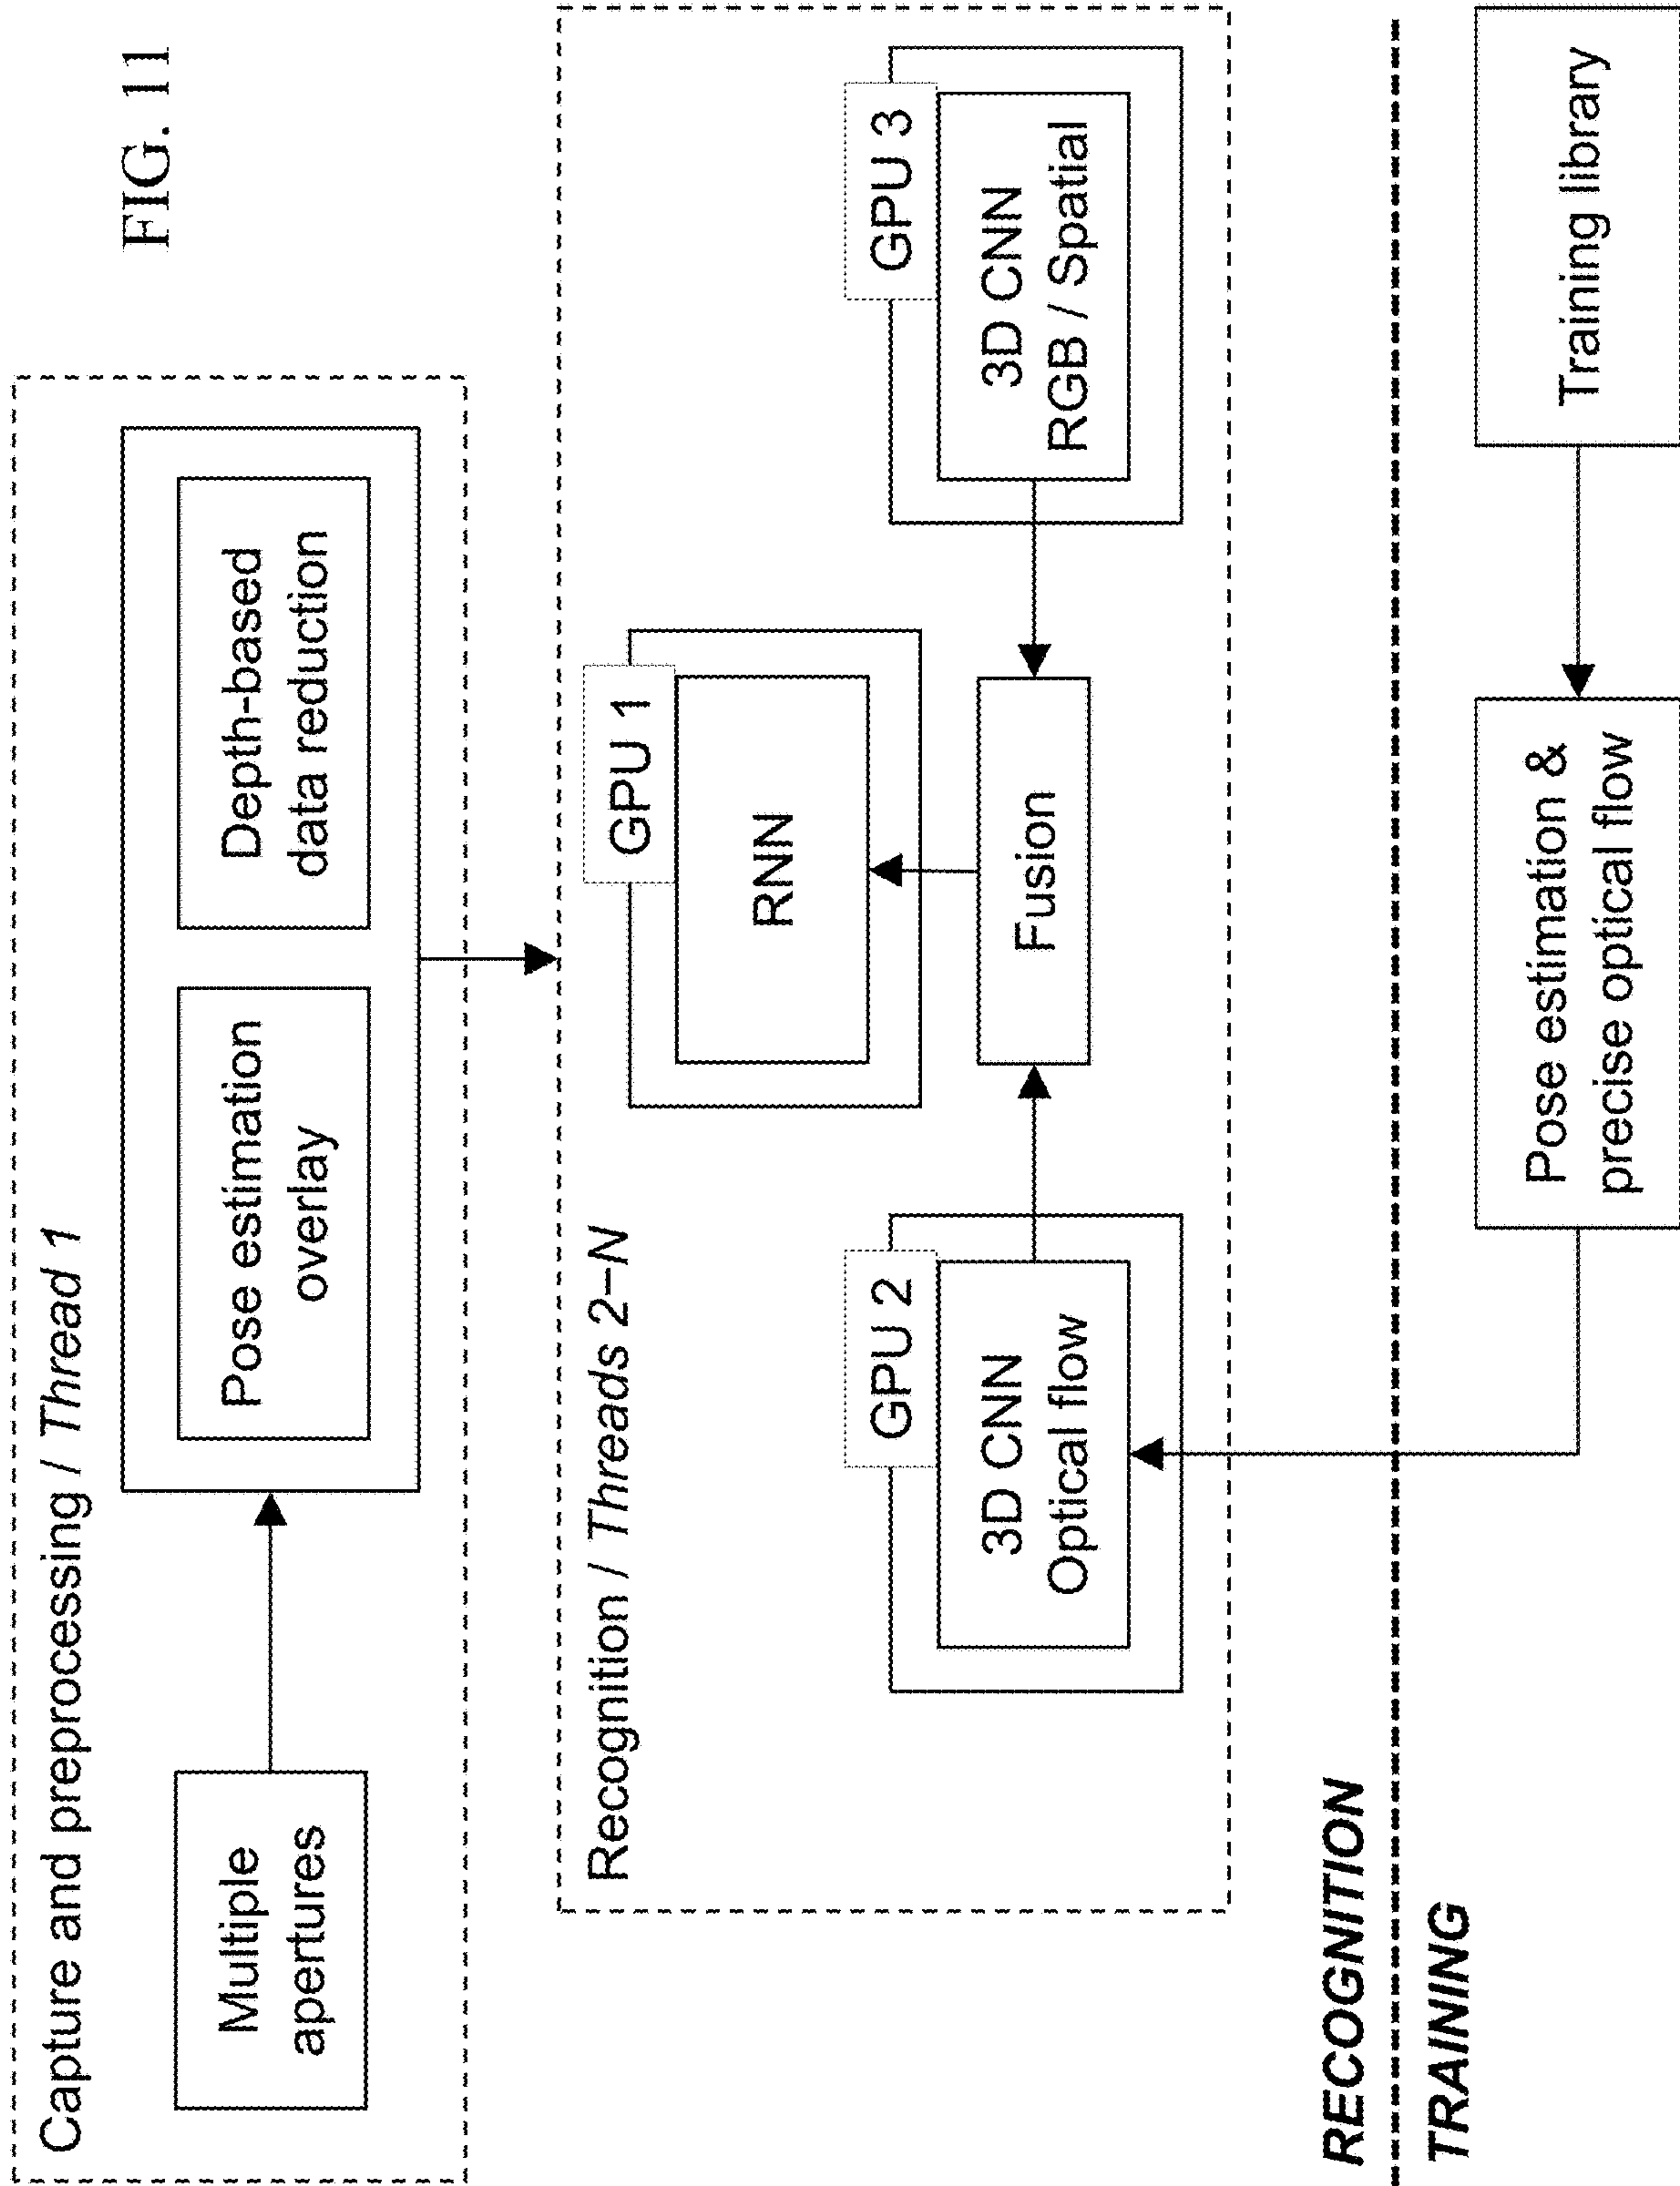 FIG. 11
Capture and preprocessing / Thread 1
Multiple
apertures
Pose estimation
overlay
Depth-based
data reduction
Recognition / Threads 2–N
GPU 1
RNN
GPU 2
3D CNN
Optical flow
Fusion
GPU 3
3D CNN
RGB / Spatial
RECOGNITION
TRAINING
Pose estimation &
precise optical flow
Training library